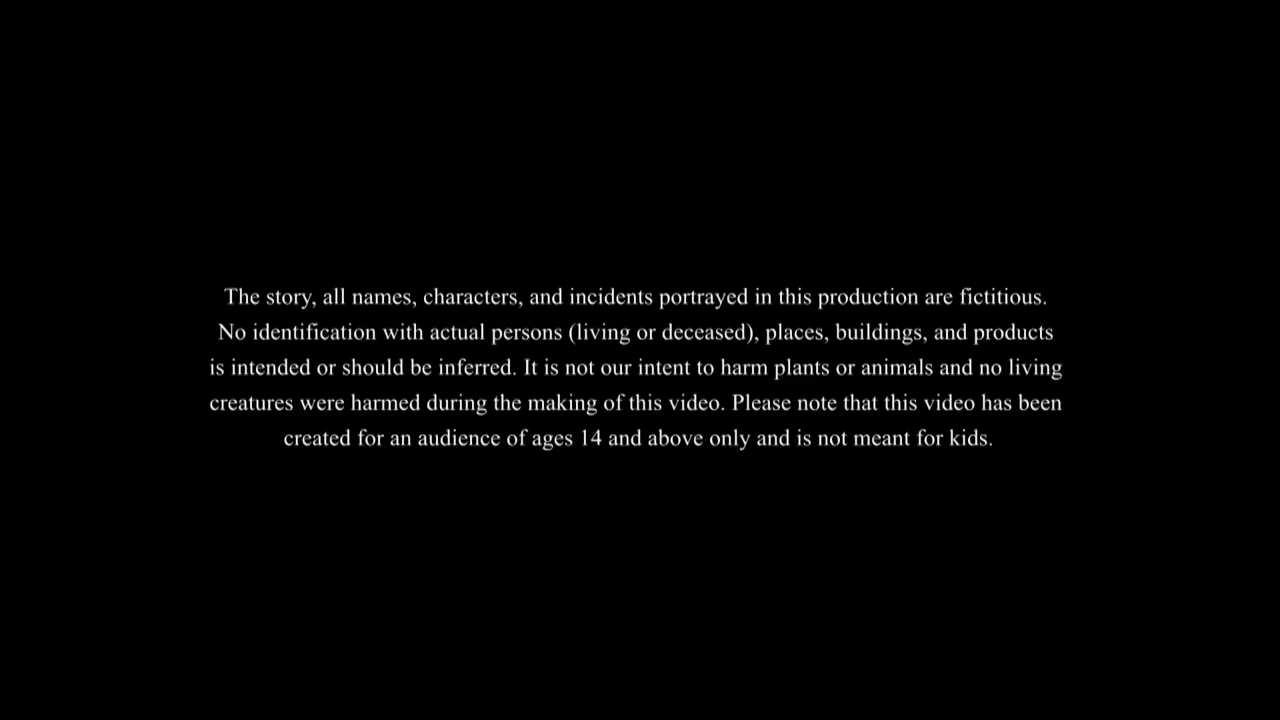 The story, all names, characters, and incidents portrayed in this production are fictitious.
No identification with actual persons (living or deceased), places, buildings, and products
is intended or should be inferred. It is not our intent to harm plants or animals and no living
creatures were harmed during the making of this video. Please note that this video has been
created for an audience of ages 14 and above only and is not meant for kids.